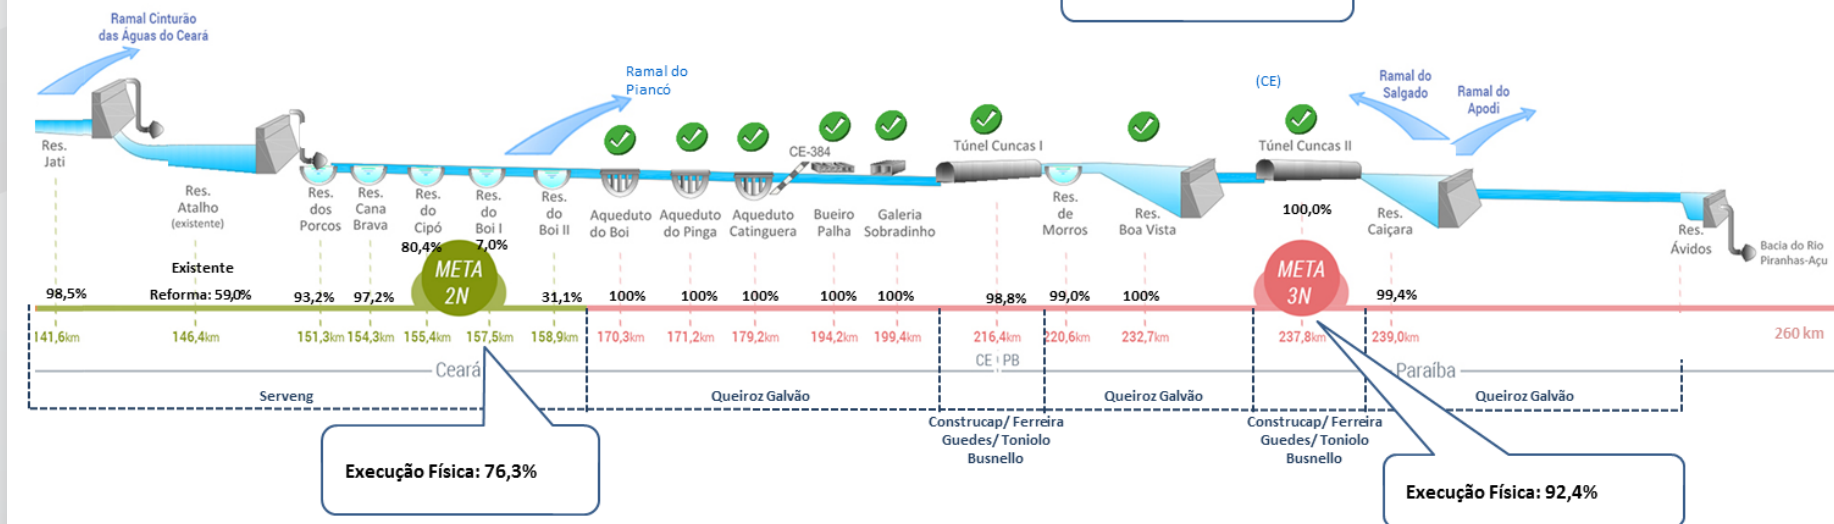 Ramal Cinturão
das Águas do Ceará
Ramal do
Piancó
(CE)
Ramal do
Salgado
Ramal do
Apodi
Res.
Jati
Res.
Atalho
(existente)
Res.
dos
Porcos
Res.
Cana
Brava
Res.
do
Cipó
Res.
do
Boi I
Res.
do
Boi II
Aqueduto
do Boi
Aqueduto
do Pinga
Aqueduto
Catinguera
CE-384
Bueiro
Palha
Galeria
Sobradinho
Túnel Cuncas I
Res.
de
Morros
Res.
Boa Vista
Túnel Cuncas II
Res.
Caiçara
Res.
Ávidos
Bacia do Rio
Piranhas-Açu
98,5%
Existente
Reforma: 59,0%
93,2%
97,2%
80,4%
7,0%
META
2N
31,1%
100%
100%
100%
100%
100%
98,8%
99,0%
100%
100,0%
META
3N
99,4%
141,6km
146,4km
151,3km
154,3km
155,4km
157,5km
158,9km
170,3km
171,2km
179,2km
194,2km
199,4km
216,4km
220,6km
232,7km
237,8km
239,0km
260 km
Ceará
CE PB
Paraíba
Serveng
Queiroz Galvão
Construcap/ Ferreira
Guedes/ Toniolo
Busnello
Queiroz Galvão
Construcap/ Ferreira
Guedes/ Toniolo
Busnello
Queiroz Galvão
Execução Física: 76,3%
Execução Física: 92,4%